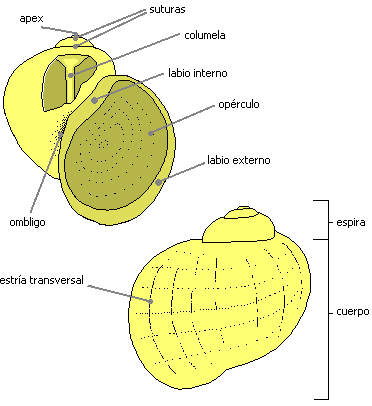 suturas
apex
columela
labio interno
opérculo
labio externo
ombligo
espira
estría transversal
cuerpo